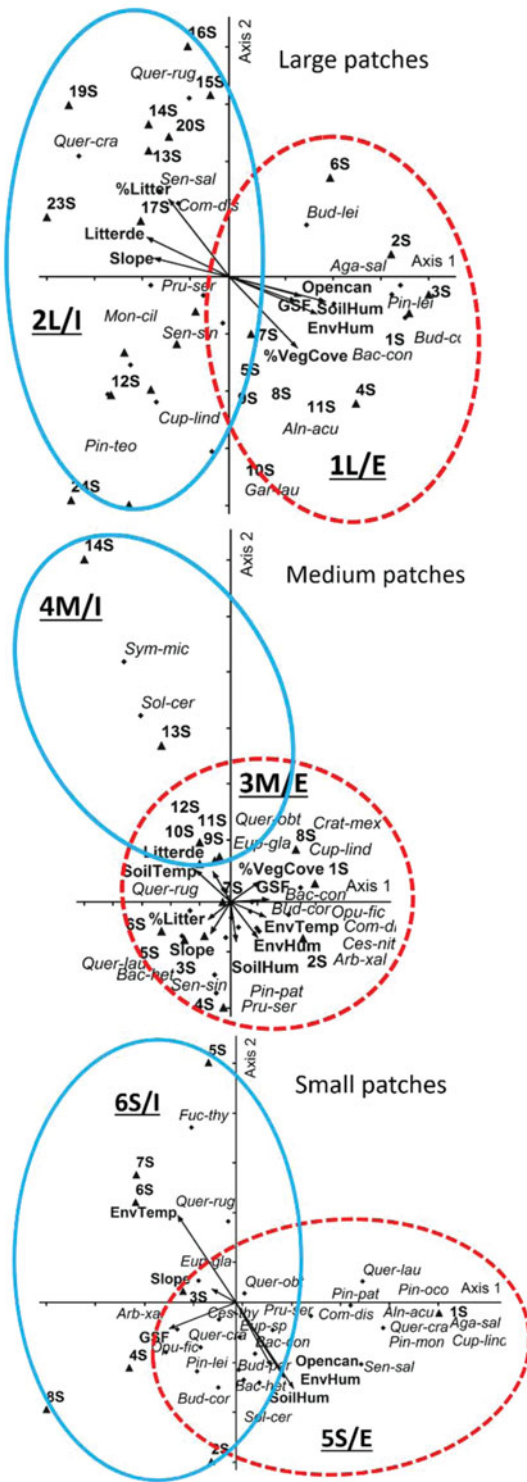 16S
Axis 2
Large patches
Quer-rug
15S
19S
14S
20S
Quer-cra
13S
6S
Sen-sal
%Litter
Com-dis
23S
17S
Bud-lei
Litterde
2S
Slope
Aga-sal
Axis 1
Opencan
3S
Pru-ser
GSF
SoilHum
Pin-lei
2L/I
Mon-cil
EnvHum
1S
Bud-co
Sen-sin
7S
%VegCove
Bac-con
5S
12S
9S
8S
11S
4S
Cup-lind
Aln-acu
Pin-teo
1L/E
10S
24S
Gar-lau
14S
Axis 2
Medium patches
4M/I
Sym-mic
Sol-cer
13S
3M/E
12S
11S
Quer-obt
Crat-mex
10S
9S
Eup-gla
8S
Litterde
Cup-lind
SoilTemp
%VegCove
1S
Quer-rug
7S
GSF
Axis 1
Bac-con
%Litter
Bud-cor
Opu-fic
6S
EnvTemp
Com-di
5S
Slope
EnvHum
Ces-nit
Quer-lau
3S
SoilHum
2S
Arb-xal
Bac-het
Sen-sin
Pin-pat
4S
Pru-ser
5S
Axis 2
Small patches
6S/I
Fuc-thy
7S
6S
Quer-rug
EnvTemp
Eup-gla
Slope
Quer-obt
Quer-lau
3S
Pin-pat
Pin-oco
Axis 1
Arb-xal
Ces-thy
Pru-ser
Com-dis
Aln-acu
1S
GSF
Quer-cra
Eup-sp
Quer-cra
Aga-sal
Opu-fic
Bac-con
Pin-mon
Cup-lind
4S
Pin-lei
Bud-par
Opencan
Sen-sal
8S
Bud-cor
Bac-het
EnvHum
SoilHum
Sol-cer
2S
5S/E